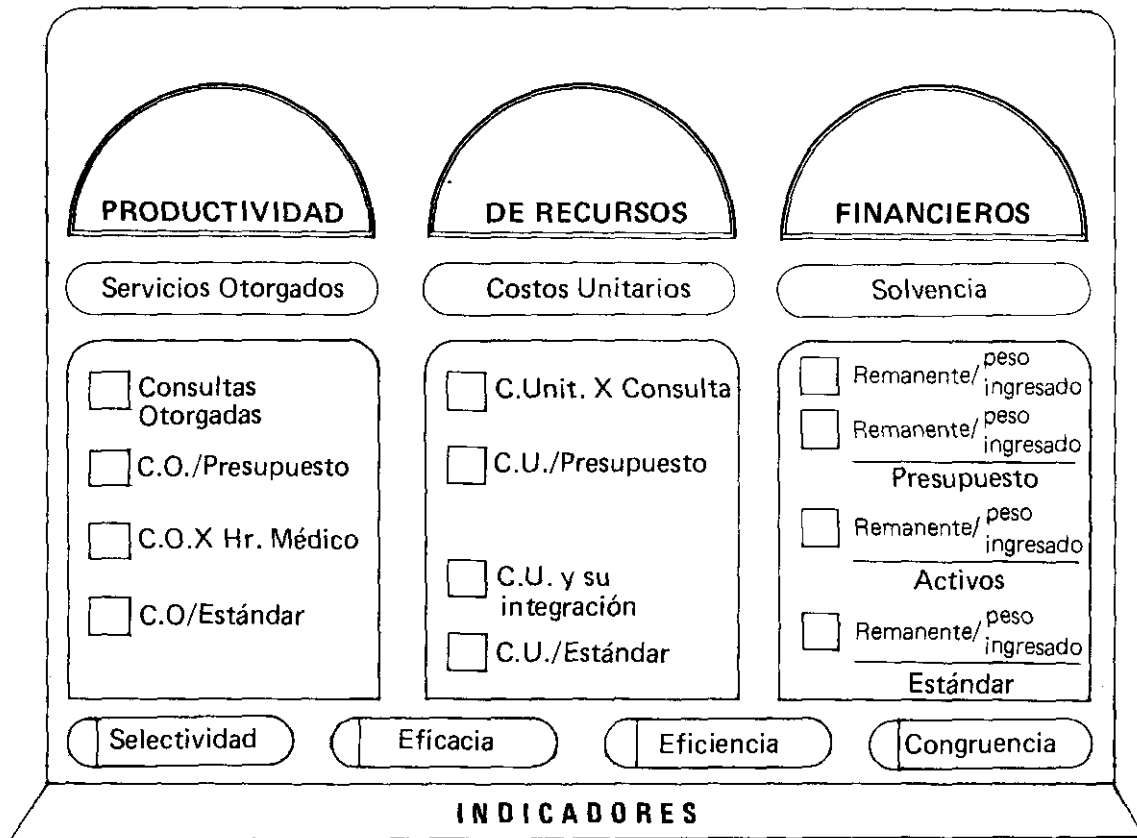 PRODUCTIVIDAD
Servicios Otorgados
Consultas
Otorgadas
C.O./Presupuesto
C.O.X Hr. Médico
C.O/Estándar
DE RECURSOS
Costos Unitarios
C.Unit. X Consulta
C.U./Presupuesto
C.U. y su
integración
C.U./Estándar
FINANCIEROS
Solvencia
Remanente/peso
ingresado
Remanente/peso
ingresado
Presupuesto
Remanente/peso
ingresado
Activos
Remanente/peso
ingresado
Estándar
Selectividad
Eficacia
Eficiencia
Congruencia
INDICADORES